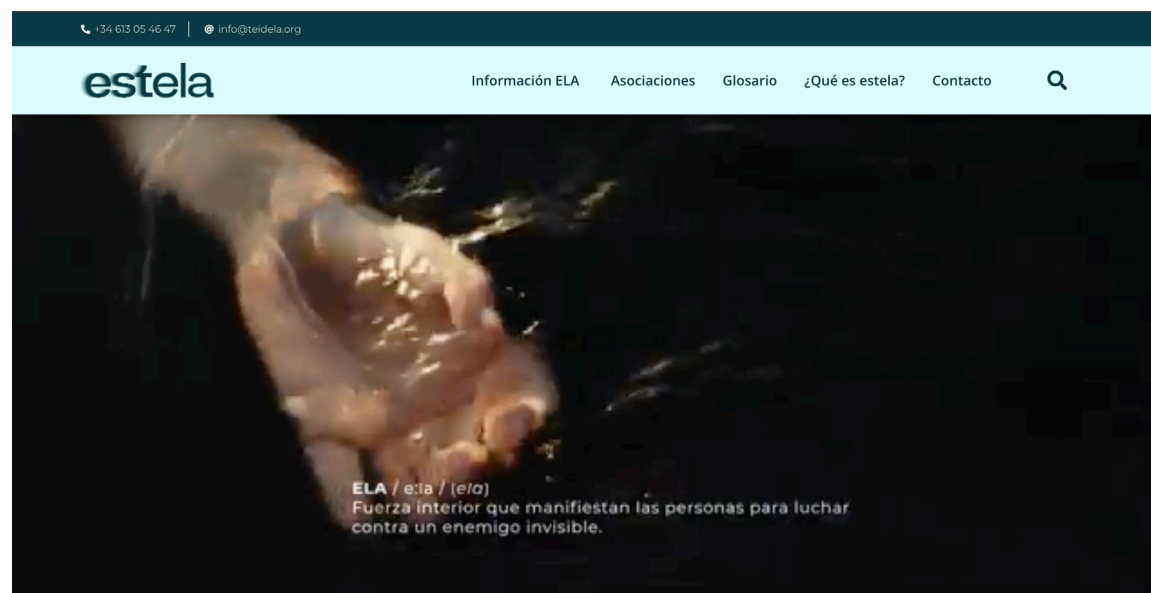 +34 613 05 46 47 info@teidela.org
estela
Información ELA Asociaciones Glosario ¿Qué es estela? Contacto
ELA / e:la / (ela)
Fuerza interior que manifiestan las personas para luchar
contra un enemigo invisible.